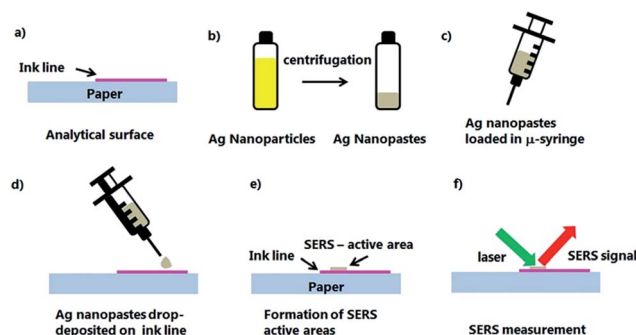 a)
Ink line
Paper
Analytical surface
b)
centrifugation
Ag Nanoparticles
Ag Nanopastes
c)
Ag nanopastes
loaded in μ-syringe
d)
Ag nanopastes drop-
deposited on ink line
e)
SERS – active area
Ink line
Paper
Formation of SERS
active areas
f)
laser
SERS signal
SERS measurement